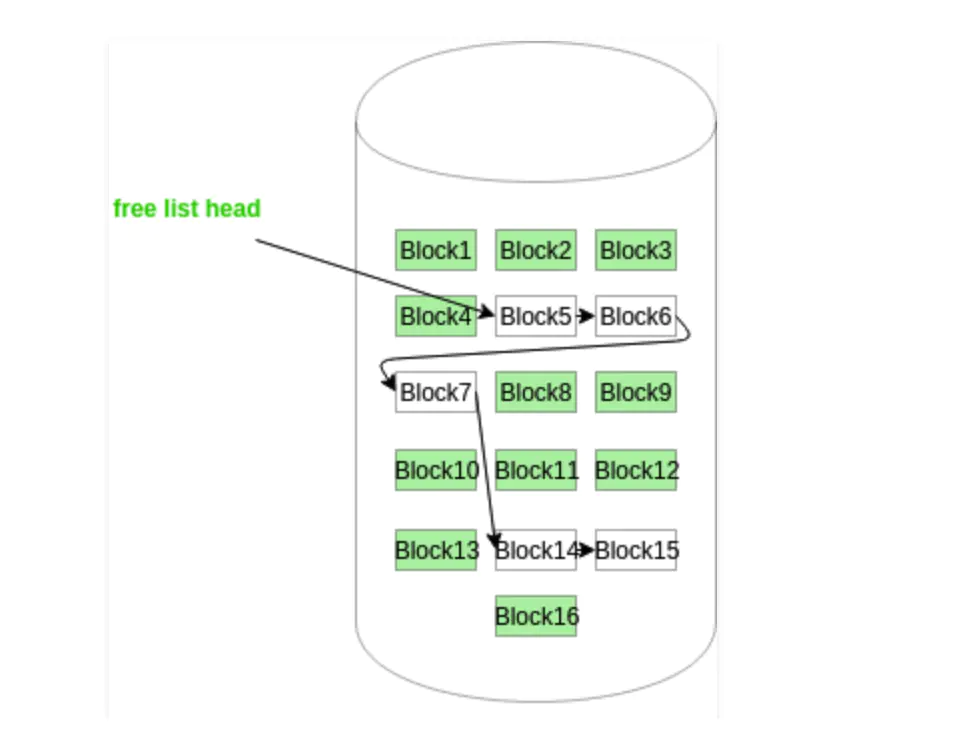 free list head
Block1 Block2 Block3
Block4 Block5 Block6
Block7 Block8 Block9
Block10 Block11 Block12
Block13 Block14 Block15
Block16